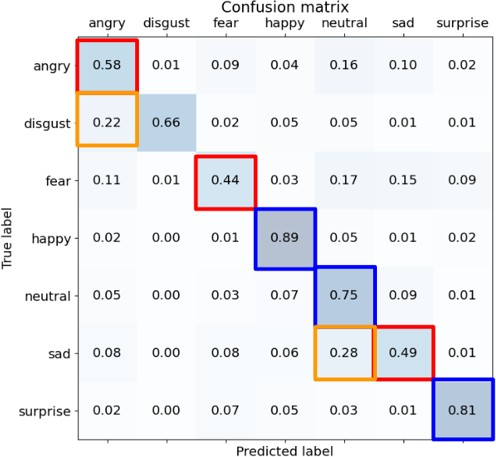 Confusion matrix
angry disgust fear happy neutral sad surprise
angry 0.58 0.01 0.09 0.04 0.16 0.10 0.02
disgust 0.22 0.66 0.02 0.05 0.05 0.01 0.01
fear 0.11 0.01 0.44 0.03 0.17 0.15 0.09
happy 0.02 0.00 0.01 0.89 0.05 0.01 0.02
neutral 0.05 0.00 0.03 0.07 0.75 0.09 0.01
sad 0.08 0.00 0.08 0.06 0.28 0.49 0.01
surprise 0.02 0.00 0.07 0.05 0.03 0.01 0.81
True label
Predicted label